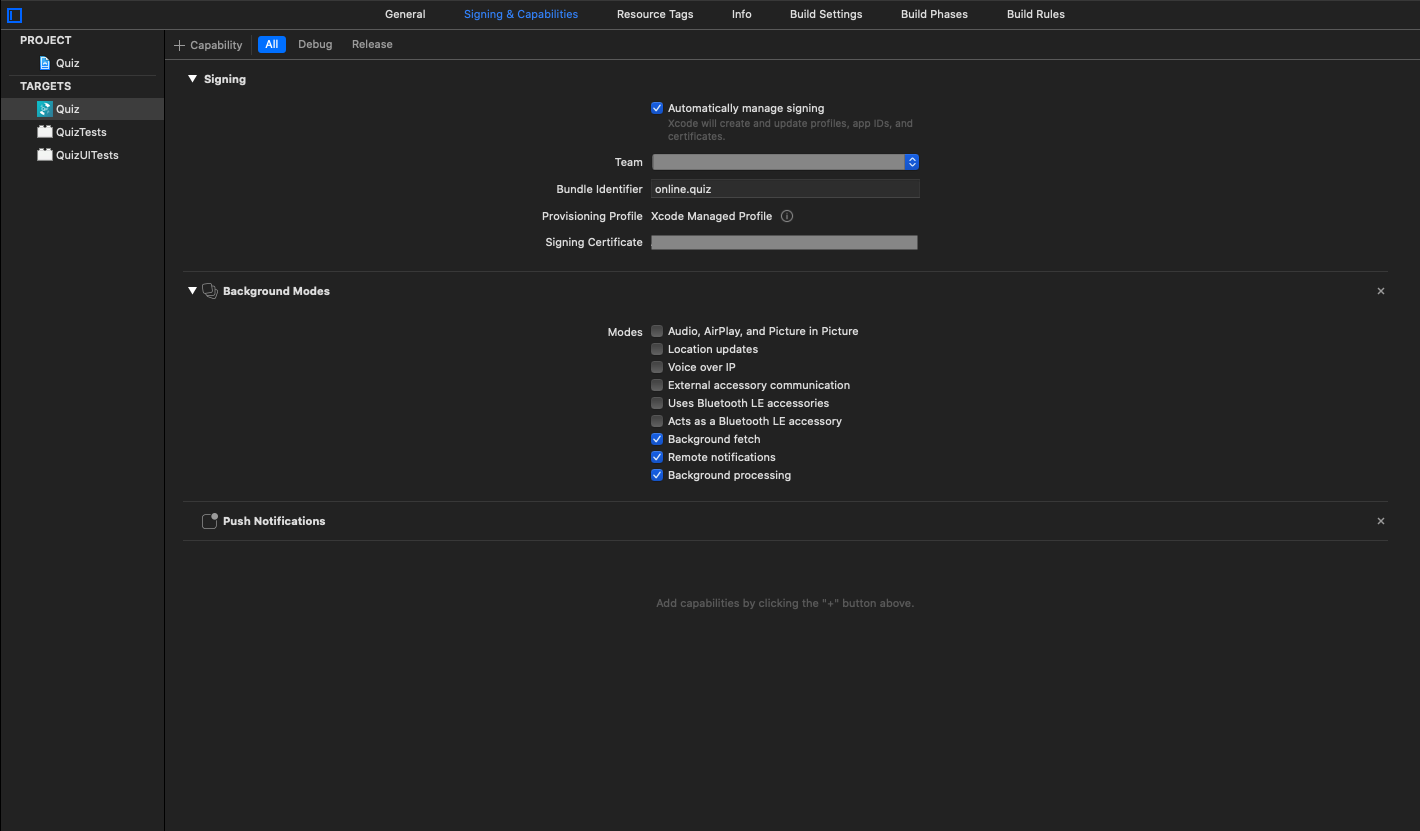 General Signing & Capabilities Resource Tags Info Build Settings Build Phases Build Rules
PROJECT
Quiz
TARGETS
Quiz
QuizTests
QuizUITests
+ Capability All Debug Release
Signing
Automatically manage signing
Xcode will create and update profiles, app IDs, and
certificates.
Team
Bundle Identifier online.quiz
Provisioning Profile Xcode Managed Profile
Signing Certificate
Background Modes
Modes Audio, AirPlay, and Picture in Picture
Location updates
Voice over IP
External accessory communication
Uses Bluetooth LE accessories
Acts as a Bluetooth LE accessory
Background fetch
Remote notifications
Background processing
Push Notifications
Add capabilities by clicking the "+" button above.